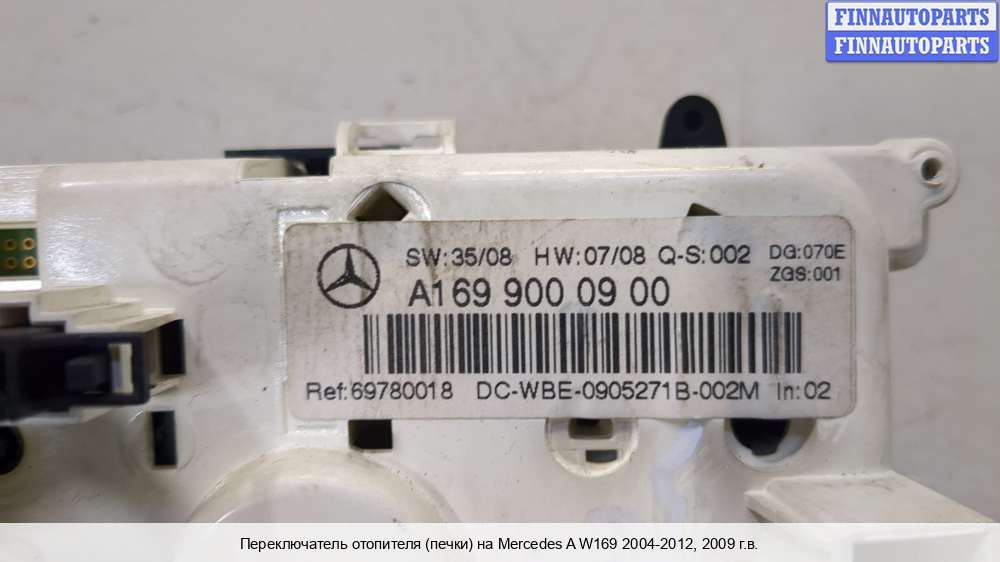 FINNAUTOPARTS
FINNAUTOPARTS
SW:35/08 HW:07/08 Q-S:002 DG:070E
ZGS:001
A169 900 09 00
Ref:69780018 DC-WBE-0905271B-002M In:02
Переключатель отопителя (печки) на Mercedes A W169 2004-2012, 2009 г.в.